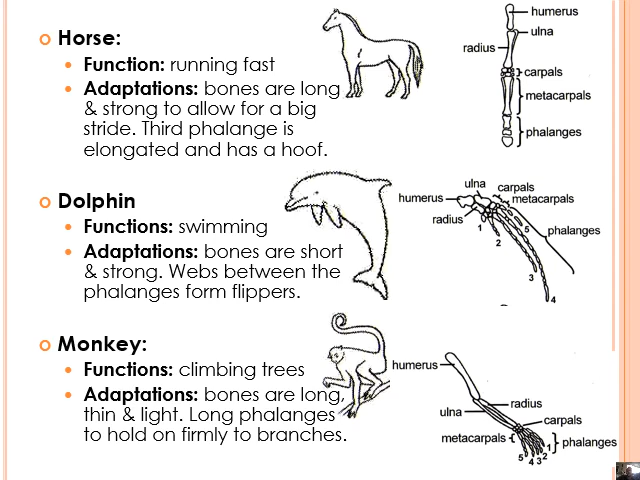 Horse:
Function: running fast
Adaptations: bones are long
& strong to allow for a big
stride. Third phalange is
elongated and has a hoof.
humerus
ulna
radius
carpals
metacarpals
phalanges
Dolphin
Functions: swimming
Adaptations: bones are short
& strong. Webs between the
phalanges form flippers.
ulna
carpals
humerus
metacarpals
radius
phalanges
1
2
5
3
4
Monkey:
Functions: climbing trees
Adaptations: bones are long,
thin & light. Long phalanges
to hold on firmly to branches.
humerus
radius
ulna
carpals
metacarpals
phalanges
5 4 3 2 1